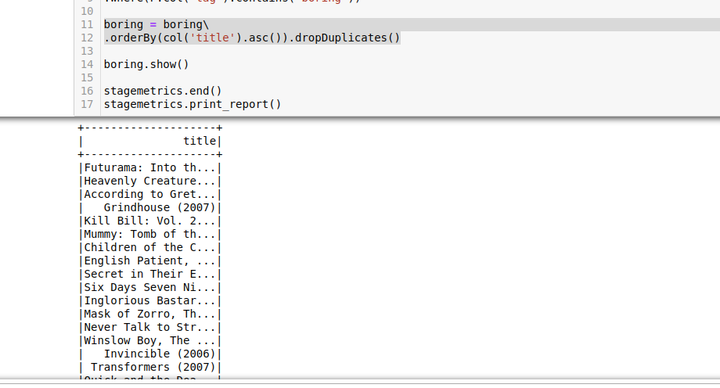 10
11 boring = boring\
12 .orderBy(col('title').asc()).dropDuplicates()
13
14 boring.show()
15
16 stagemetrics.end()
17 stagemetrics.print_report()
+--------------------+
|               title|
+--------------------+
|Futurama: Into th...|
|Heavenly Creature...|
|According to Gret...|
|   Grindhouse (2007)|
|Kill Bill: Vol. 2...|
|Mummy: Tomb of th...|
|Children of the C...|
|English Patient, ...|
|Secret in Their E...|
|Six Days Seven Ni...|
|Inglorious Bastar...|
|Mask of Zorro, Th...|
|Never Talk to Str...|
|Winslow Boy, The ...|
|   Invincible (2006)|
| Transformers (2007)|